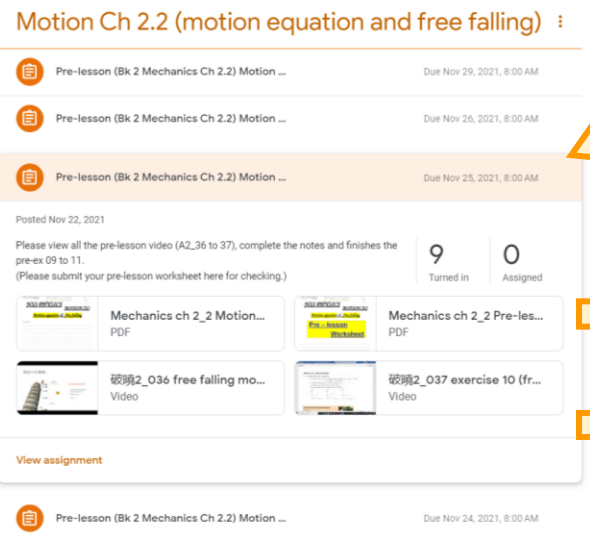 Motion Ch 2.2 (motion equation and free falling)
Pre-lesson (Bk 2 Mechanics Ch 2.2) Motion ... Due Nov 29, 2021, 8:00 AM
Pre-lesson (Bk 2 Mechanics Ch 2.2) Motion ... Due Nov 26, 2021, 8:00 AM
Pre-lesson (Bk 2 Mechanics Ch 2.2) Motion ... Due Nov 25, 2021, 8:00 AM
Posted Nov 22, 2021
Please view all the pre-lesson video (A2_36 to 37), complete the notes and finishes the
pre-ex 09 to 11.
(Please submit your pre-lesson worksheet here for checking.)
9 0
Turned in Assigned
Mechanics ch 2_2 Motion...
PDF
Pre - lesson
Worksheet
Mechanics ch 2_2 Pre-les...
PDF
破曉2_036 free falling mo...
Video
破曉2_037 exercise 10 (fr...
Video
View assignment
Pre-lesson (Bk 2 Mechanics Ch 2.2) Motion ... Due Nov 24, 2021, 8:00 AM